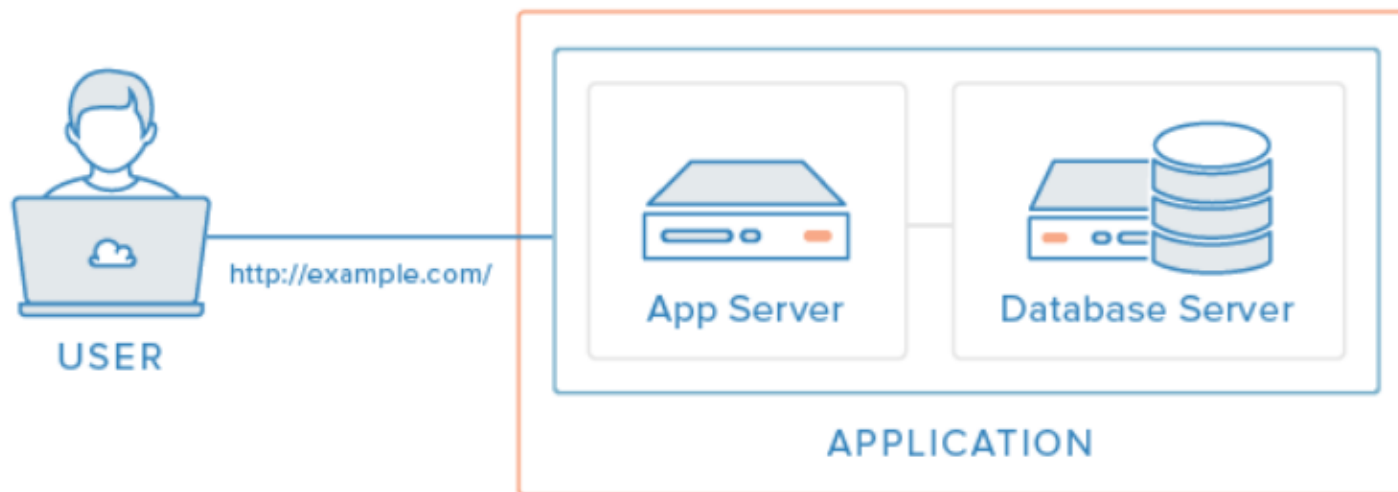 http://example.com/
USER
App Server
Database Server
APPLICATION